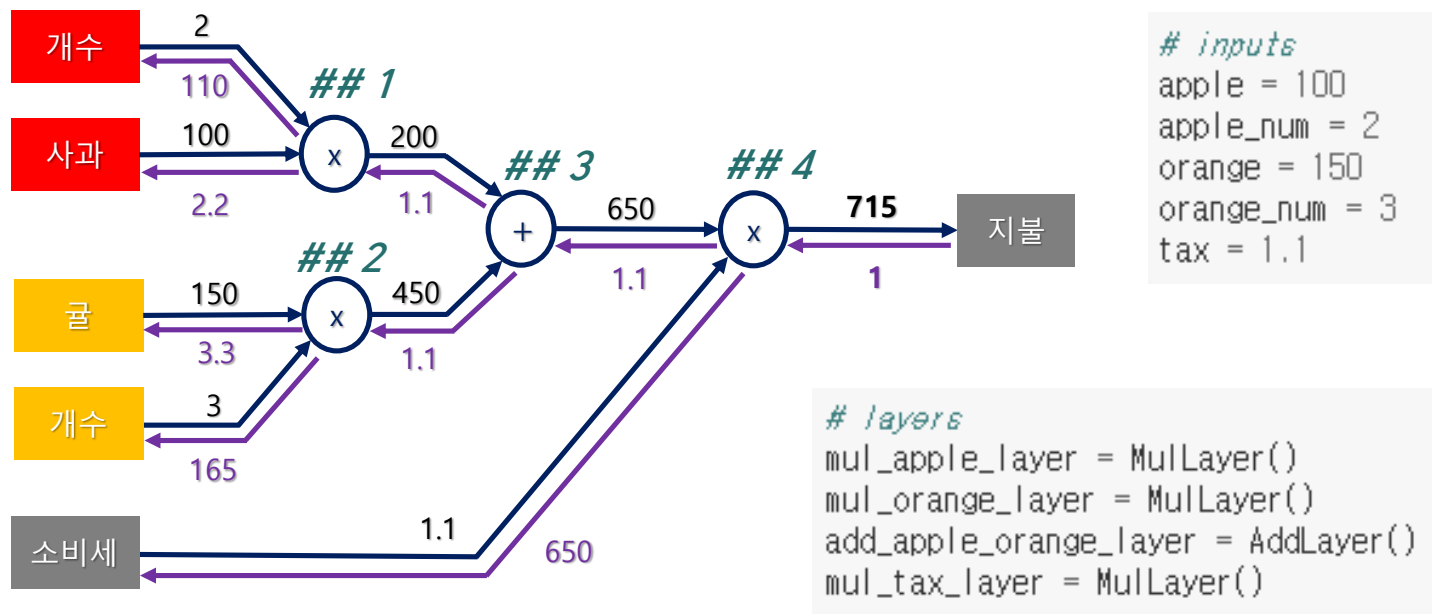 개수
2
110
## 1
사과
100
2.2
x
200
1.1
## 3
+
650
1.1
## 4
x
715
1
지불
## 2
귤
150
3.3
x
450
1.1
개수
3
165
소비세
1.1
650
# inputs
apple = 100
apple_num = 2
orange = 150
orange_num = 3
tax = 1.1
# layers
mul_apple_layer = MulLayer()
mul_orange_layer = MulLayer()
add_apple_orange_layer = AddLayer()
mul_tax_layer = MulLayer()